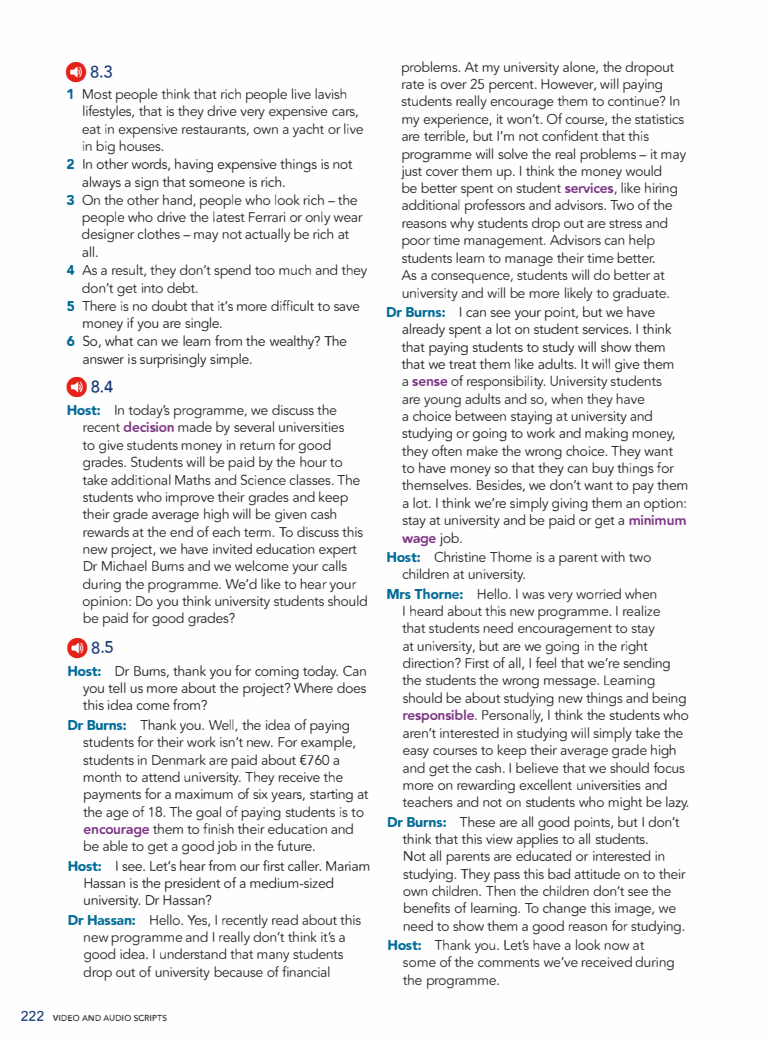 8.3
1 Most people think that rich people live lavish
lifestyles, that is they drive very expensive cars,
eat in expensive restaurants, own a yacht or live
in big houses.
2 In other words, having expensive things is not
always a sign that someone is rich.
3 On the other hand, people who look rich – the
people who drive the latest Ferrari or only wear
designer clothes – may not actually be rich at
all.
4 As a result, they don't spend too much and they
don't get into debt.
5 There is no doubt that it's more difficult to save
money if you are single.
6 So, what can we learn from the wealthy? The
answer is surprisingly simple.
8.4
Host: In today's programme, we discuss the
recent decision made by several universities
to give students money in return for good
grades. Students will be paid by the hour to
take additional Maths and Science classes. The
students who improve their grades and keep
their grade average high will be given cash
rewards at the end of each term. To discuss this
new project, we have invited education expert
Dr Michael Burns and we welcome your calls
during the programme. We'd like to hear your
opinion: Do you think university students should
be paid for good grades?
8.5
Host: Dr Burns, thank you for coming today. Can
you tell us more about the project? Where does
this idea come from?
Dr Burns: Thank you. Well, the idea of paying
students for their work isn't new. For example,
students in Denmark are paid about €760 a
month to attend university. They receive the
payments for a maximum of six years, starting at
the age of 18. The goal of paying students is to
encourage them to finish their education and
be able to get a good job in the future.
Host: I see. Let's hear from our first caller. Mariam
Hassan is the president of a medium-sized
university. Dr Hassan?
Dr Hassan: Hello. Yes, I recently read about this
new programme and I really don't think it's a
good idea. I understand that many students
drop out of university because of financial
problems. At my university alone, the dropout
rate is over 25 percent. However, will paying
students really encourage them to continue? In
my experience, it won't. Of course, the statistics
are terrible, but I'm not confident that this
programme will solve the real problems – it may
just cover them up. I think the money would
be better spent on student services, like hiring
additional professors and advisors. Two of the
reasons why students drop out are stress and
poor time management. Advisors can help
students learn to manage their time better.
As a consequence, students will do better at
university and will be more likely to graduate.
Dr Burns: I can see your point, but we have
already spent a lot on student services. I think
that paying students to study will show them
that we treat them like adults. It will give them
a sense of responsibility. University students
are young adults and so, when they have
a choice between staying at university and
studying or going to work and making money,
they often make the wrong choice. They want
to have money so that they can buy things for
themselves. Besides, we don't want to pay them
a lot. I think we're simply giving them an option:
stay at university and be paid or get a minimum
wage job.
Host: Christine Thorne is a parent with two
children at university.
Mrs Thorne: Hello. I was very worried when
I heard about this new programme. I realize
that students need encouragement to stay
at university, but are we going in the right
direction? First of all, I feel that we're sending
the students the wrong message. Learning
should be about studying new things and being
responsible. Personally, I think the students who
aren't interested in studying will simply take the
easy courses to keep their average grade high
and get the cash. I believe that we should focus
more on rewarding excellent universities and
teachers and not on students who might be lazy.
Dr Burns: These are all good points, but I don't
think that this view applies to all students.
Not all parents are educated or interested in
studying. They pass this bad attitude on to their
own children. Then the children don't see the
benefits of learning. To change this image, we
need to show them a good reason for studying.
Host: Thank you. Let's have a look now at
some of the comments we've received during
the programme.
222 VIDEO AND AUDIO SCRIPTS